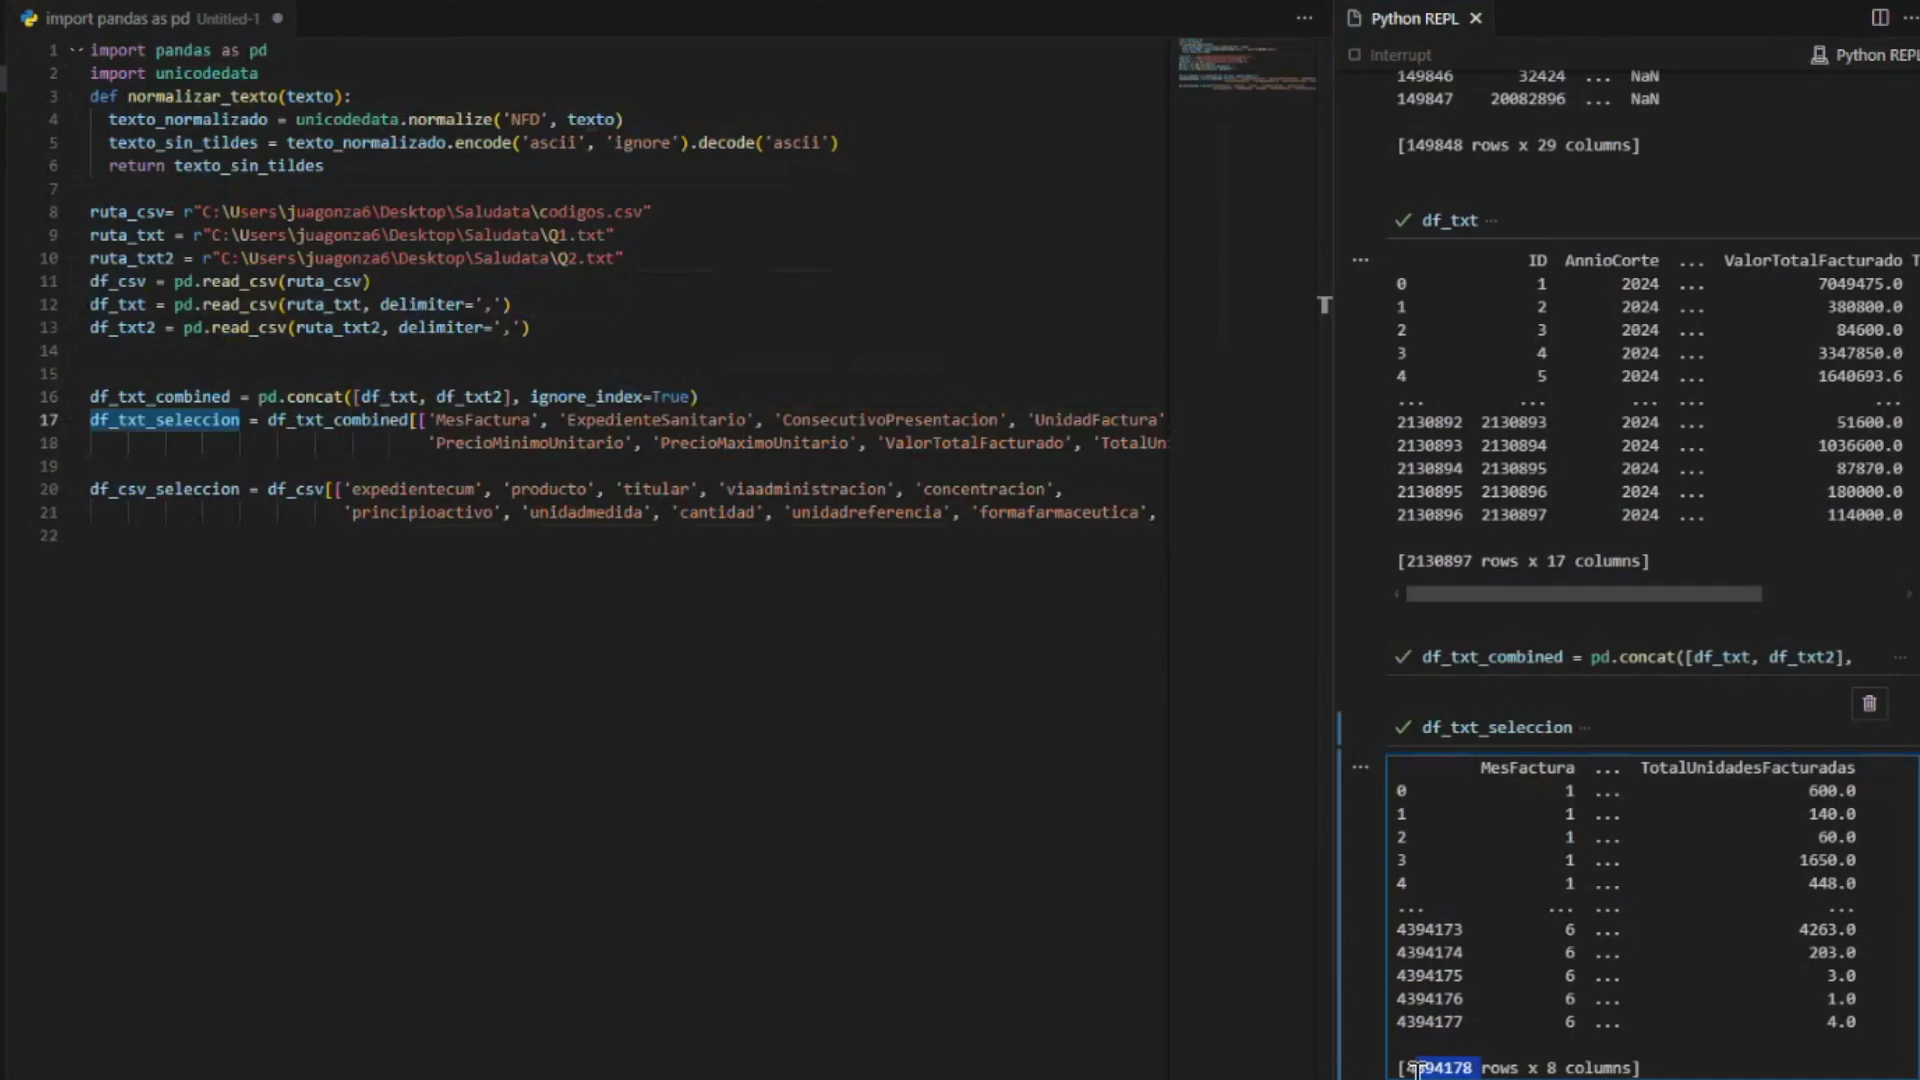 import pandas as pd Untitled-1
1 import pandas as pd
2 import unicodedata
3 def normalizar_texto(texto):
4 texto_normalizado = unicodedata.normalize('NFD', texto)
5 texto_sin_tildes = texto_normalizado.encode('ascii', 'ignore').decode('ascii')
6 return texto_sin_tildes
7
8 ruta_csv= r"C:\Users\juagonza6\Desktop\Saludata\codigos.csv"
9 ruta_txt = r"C:\Users\juagonza6\Desktop\Saludata\Q1.txt"
10 ruta_txt2 = r"C:\Users\juagonza6\Desktop\Saludata\Q2.txt"
11 df_csv = pd.read_csv(ruta_csv)
12 df_txt = pd.read_csv(ruta_txt, delimiter=',')
13 df_txt2 = pd.read_csv(ruta_txt2, delimiter=',')
14
15
16 df_txt_combined = pd.concat([df_txt, df_txt2], ignore_index=True)
17 df_txt_seleccion = df_txt_combined[['MesFactura', 'ExpedienteSanitario', 'ConsecutivoPresentacion', 'UnidadFactura'
18 'PrecioMinimoUnitario', 'PrecioMaximoUnitario', 'ValorTotalFacturado', 'TotalUni
19
20 df_csv_seleccion = df_csv[['expedientecum', 'producto', 'titular', 'viaadministracion', 'concentracion',
21 'principioactivo', 'unidadmedida', 'cantidad', 'unidadreferencia', 'formafarmaceutica',
22
Python REPL
Interrupt Python REPL
149846 32424 ... NaN
149847 20082896 ... NaN
[149848 rows x 29 columns]
df_txt ...
ID AnnioCorte ... ValorTotalFacturado T
0 1 2024 ... 7049475.0
1 2 2024 ... 380800.0
2 3 2024 ... 84600.0
3 4 2024 ... 3347850.0
4 5 2024 ... 1640693.6
... ... ... ... ...
2130892 2130893 2024 ... 51600.0
2130893 2130894 2024 ... 1036600.0
2130894 2130895 2024 ... 87870.0
2130895 2130896 2024 ... 180000.0
2130896 2130897 2024 ... 114000.0
[2130897 rows x 17 columns]
df_txt_combined = pd.concat([df_txt, df_txt2], ...
df_txt_seleccion ...
MesFactura ... TotalUnidadesFacturadas
0 1 ... 600.0
1 1 ... 140.0
2 1 ... 60.0
3 1 ... 1650.0
4 1 ... 448.0
... ... ... ...
4394173 6 ... 4263.0
4394174 6 ... 203.0
4394175 6 ... 3.0
4394176 6 ... 1.0
4394177 6 ... 4.0
[4394178 rows x 8 columns]